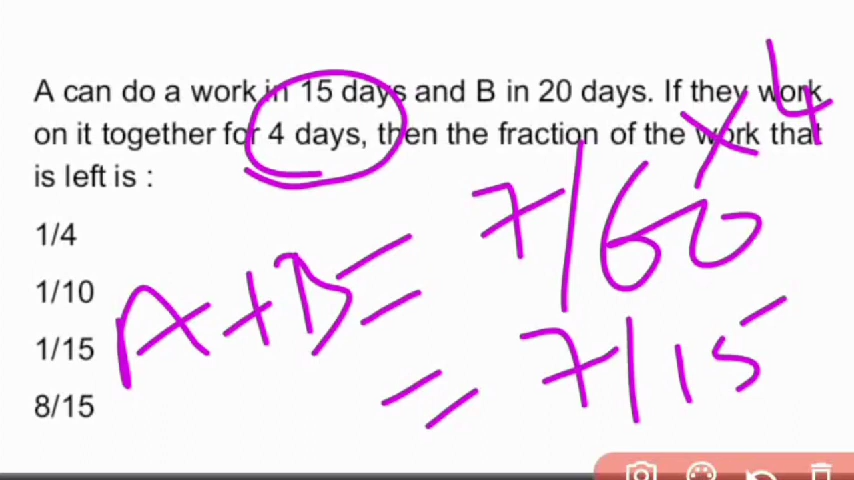 A can do a work in 15 days and B in 20 days. If they work
on it together for 4 days, then the fraction of the work that
is left is :
1/4
1/10
1/15
8/15
A+B= 7/60 x 4
= 7/15